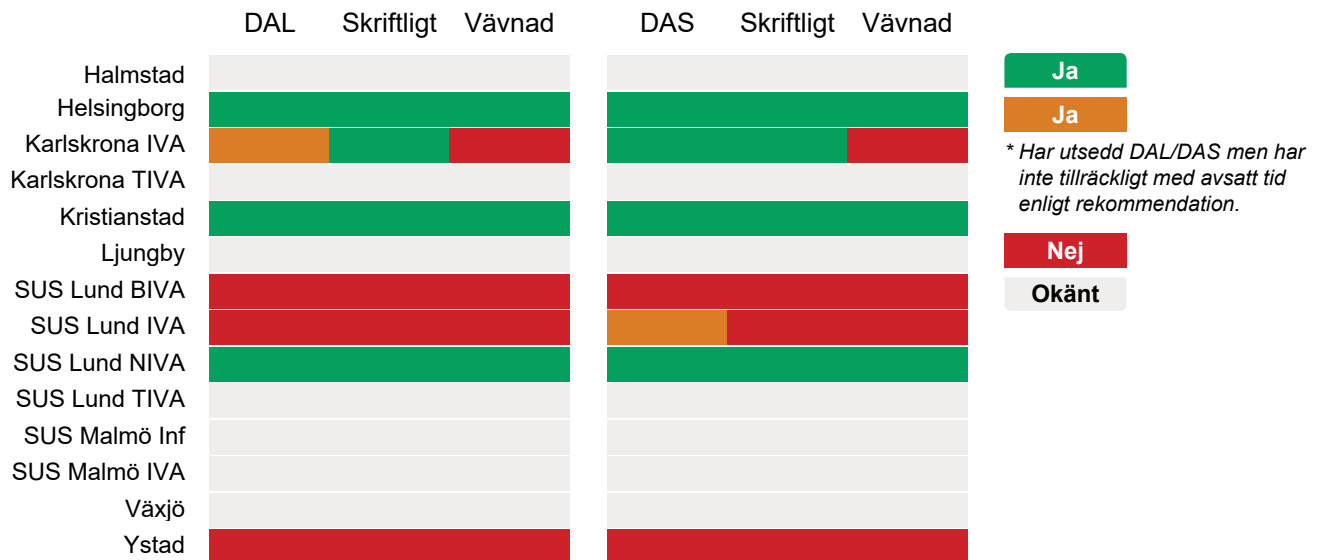 DAL Skriftligt Vävnad DAS Skriftligt Vävnad
Halmstad
Helsingborg
Karlskrona IVA
Karlskrona TIVA
Kristianstad
Ljungby
SUS Lund BIVA
SUS Lund IVA
SUS Lund NIVA
SUS Lund TIVA
SUS Malmö Inf
SUS Malmö IVA
Växjö
Ystad
Ja
Ja
* Har utsedd DAL/DAS men har
inte tillräckligt med avsatt tid
enligt rekommendation.
Nej
Okänt